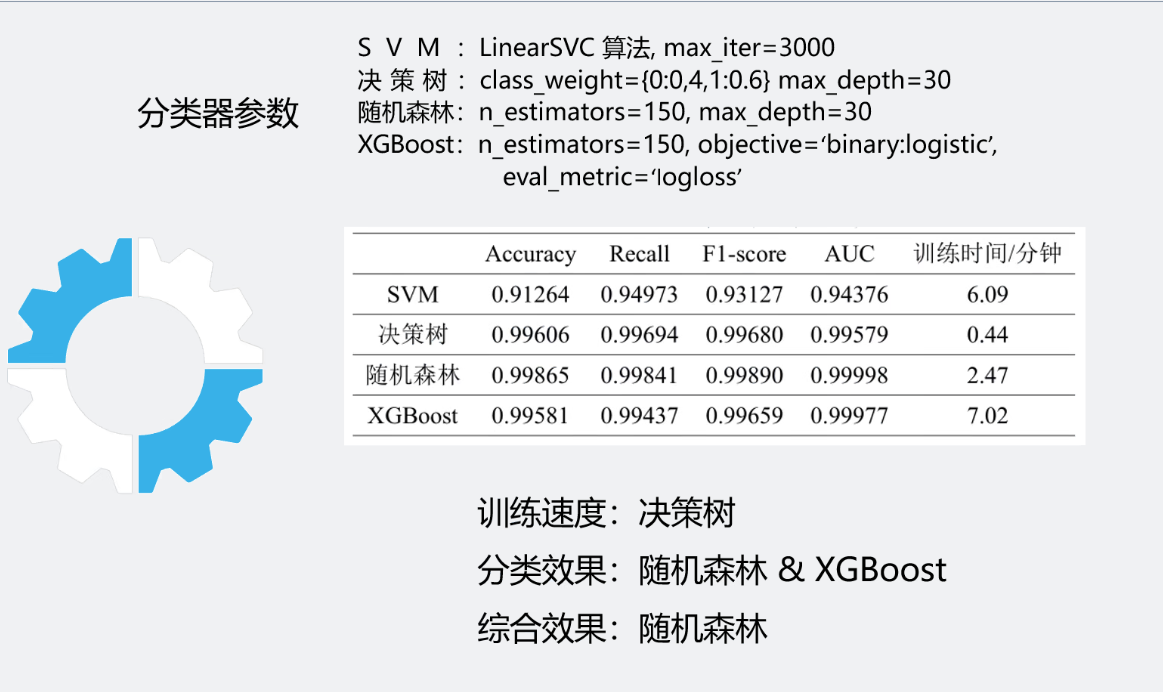 分类器参数
S V M : LinearSVC 算法, max_iter=3000
决 策 树 : class_weight={0:0,4,1:0.6} max_depth=30
随机森林：n_estimators=150, max_depth=30
XGBoost：n_estimators=150, objective=‘binary:logistic’,
eval_metric=‘logloss’
Accuracy Recall F1-score AUC 训练时间/分钟
SVM 0.91264 0.94973 0.93127 0.94376 6.09
决策树 0.99606 0.99694 0.99680 0.99579 0.44
随机森林 0.99865 0.99841 0.99890 0.99998 2.47
XGBoost 0.99581 0.99437 0.99659 0.99977 7.02
训练速度：决策树
分类效果：随机森林 & XGBoost
综合效果：随机森林